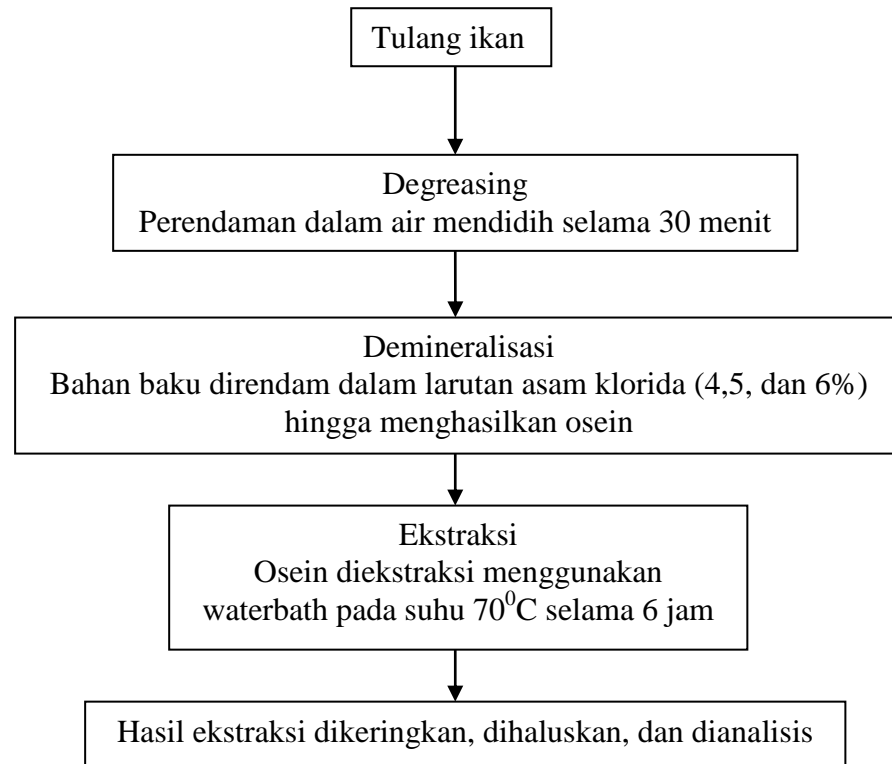 Tulang ikan
Degreasing
Perendaman dalam air mendidih selama 30 menit
Demineralisasi
Bahan baku direndam dalam larutan asam klorida (4,5, dan 6%)
hingga menghasilkan osein
Ekstraksi
Osein diekstraksi menggunakan
waterbath pada suhu 70⁰C selama 6 jam
Hasil ekstraksi dikeringkan, dihaluskan, dan dianalisis